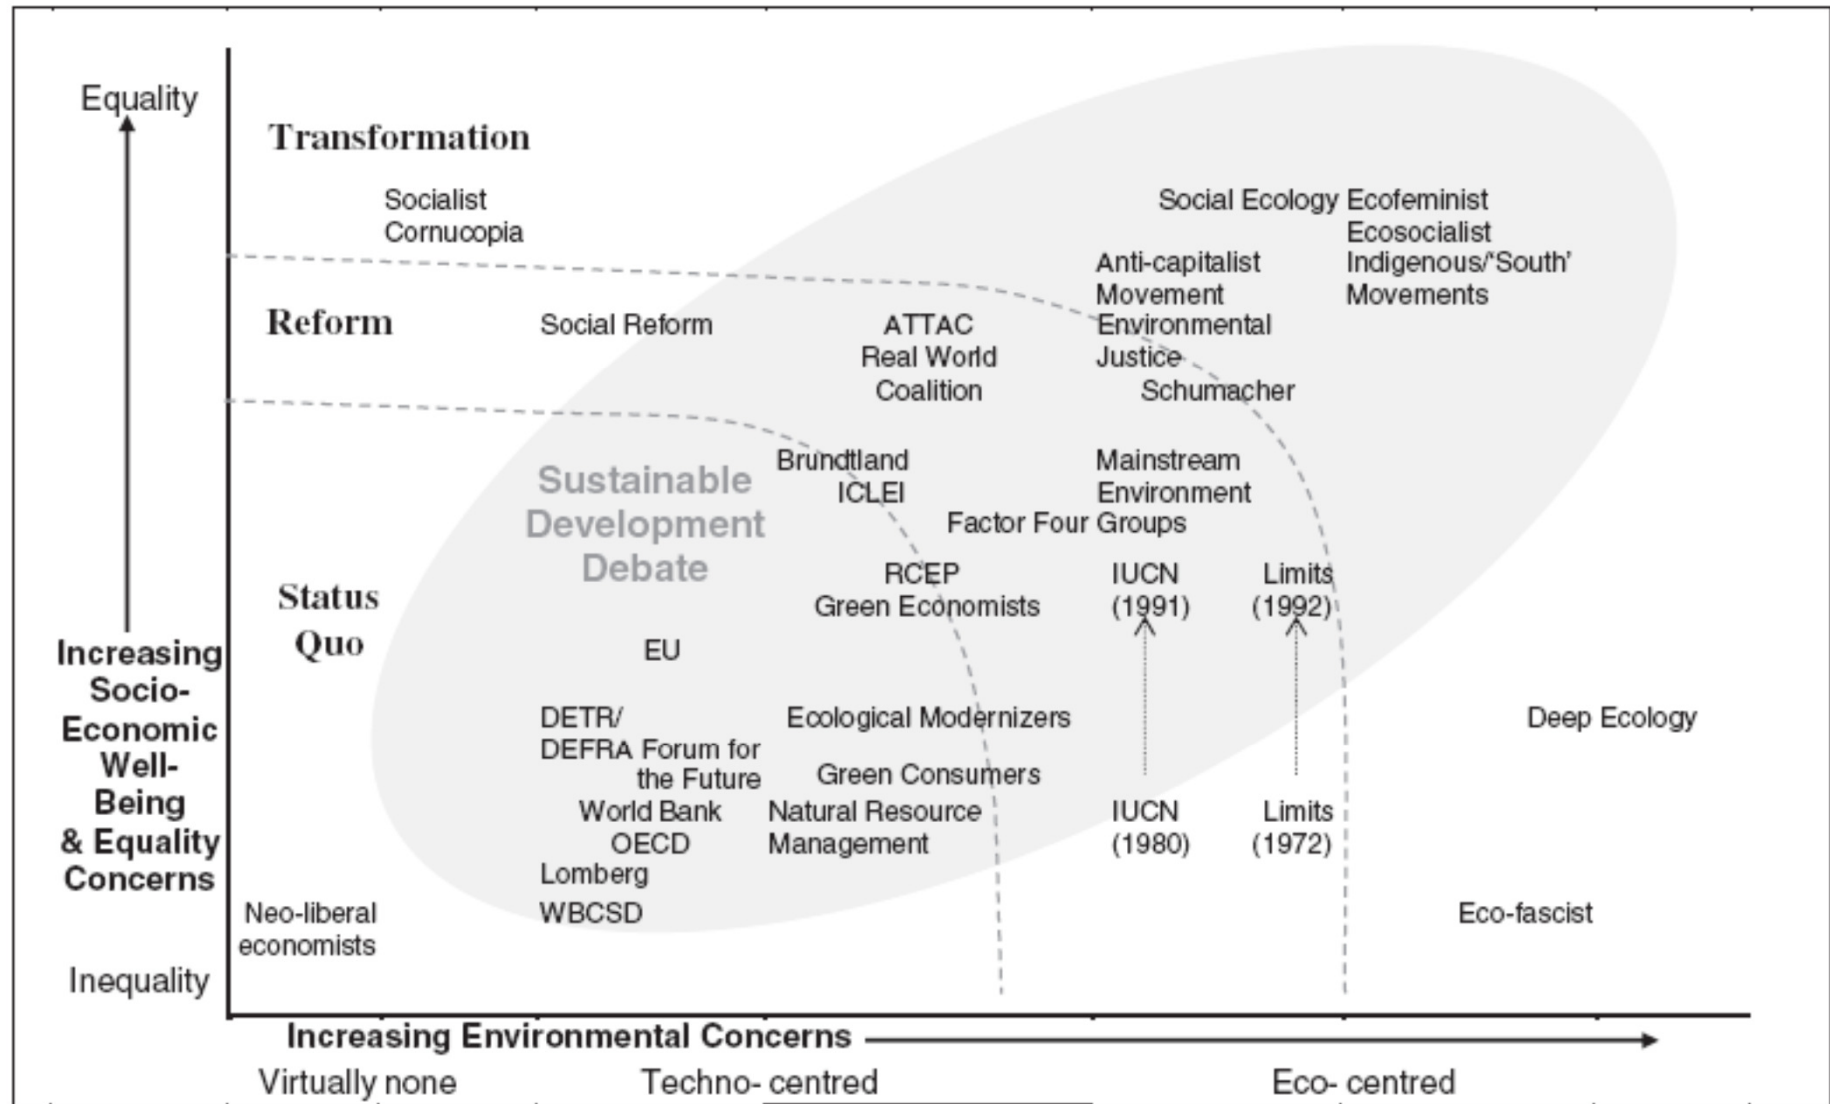 Equality
Transformation
Socialist
Cornucopia
Social Ecology Ecofeminist
Ecosocialist
Anti-capitalist
Movement
Indigenous/‘South’
Movements
Reform
Social Reform
ATTAC
Real World
Coalition
Environmental
Justice
Schumacher
Sustainable
Development
Debate
Brundtland
ICLEI
Mainstream
Environment
Factor Four Groups
Status
Quo
RCEP
Green Economists
IUCN
(1991)
Limits
(1992)
EU
Increasing
Socio-
Economic
Well-
Being
& Equality
Concerns
DETR/
DEFRA Forum for
the Future
Ecological Modernizers
Deep Ecology
Green Consumers
World Bank
OECD
Natural Resource
Management
IUCN
(1980)
Limits
(1972)
Lomberg
WBCSD
Neo-liberal
economists
Eco-fascist
Inequality
Increasing Environmental Concerns
Virtually none
Techno- centred
Eco- centred